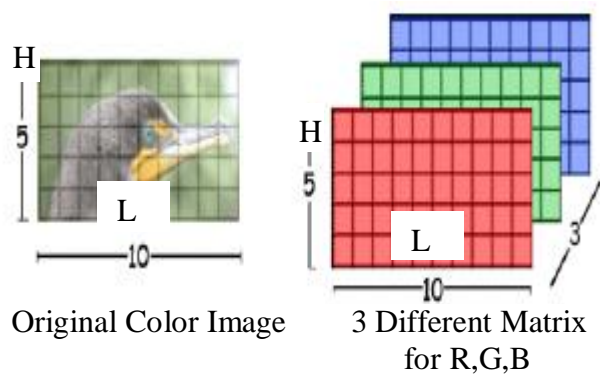 H
5
L
10
Original Color Image
H
5
L
10
3
3 Different Matrix
for R,G,B